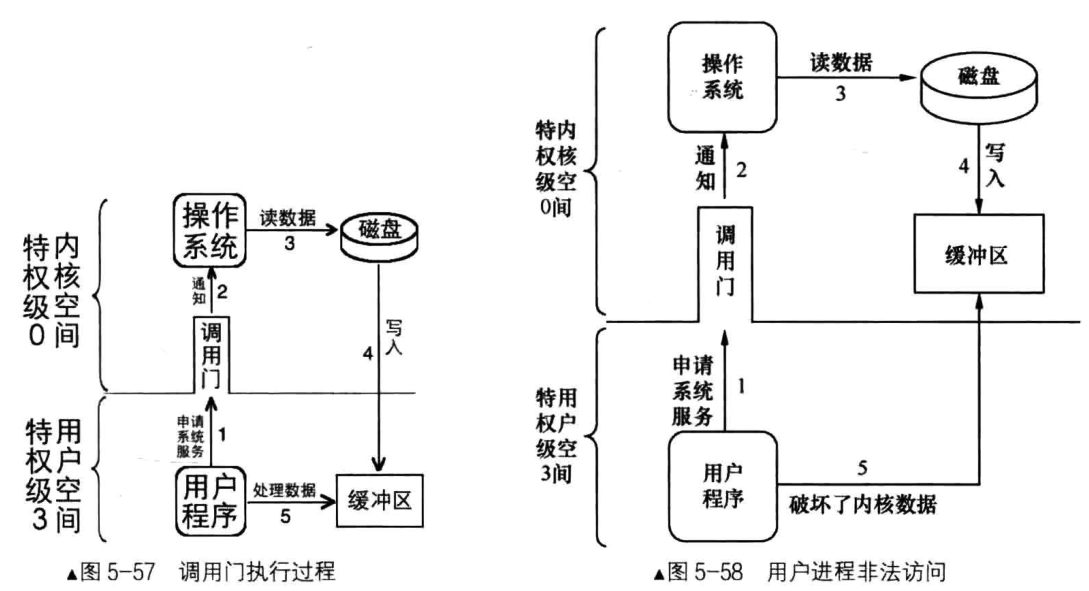 内核空间
特权级0
操作
系统
读数据
3
磁盘
通知
2
调用门
写入
4
用户空间
特权级3
申请
系统
服务
1
用户
程序
处理数据
5
缓冲区
▲图 5-57 调用门执行过程
内核空间
特权级0
操作
系统
读数据
3
磁盘
通知
2
写入
4
调用门
缓冲区
用户空间
特权级3
申请
系统
服务
1
用户
程序
5
破坏了内核数据
▲图 5-58 用户进程非法访问